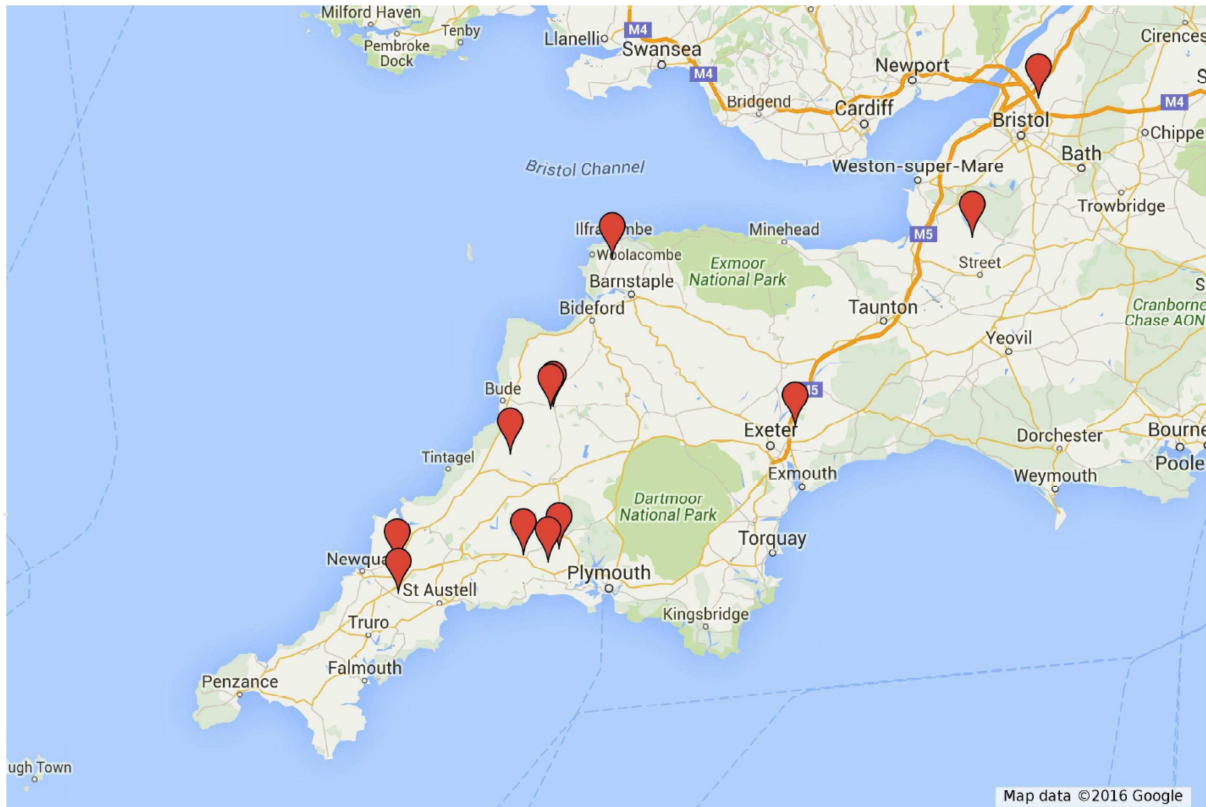 Milford Haven
Tenby
Pembroke
Dock
Llanelli
M4
Swansea
M4
Bridgend
Newport
Cardiff
Cirences
S
M4
Bristol
Chippe
Bath
Weston-super-Mare
Trowbridge
Bristol Channel
M5
Street
Minehead
Woolacombe
Exmoor
National Park
Barnstaple
Bideford
Taunton
Yeovil
S
Cranborne
Chase AON
Bude
Exeter
Dorchester
Bourne
Poole
Weymouth
Exmouth
Tintagel
Dartmoor
National Park
Torquay
Plymouth
Kingsbridge
St Austell
Truro
Falmouth
Penzance
ugh Town
Map data ©2016 Google